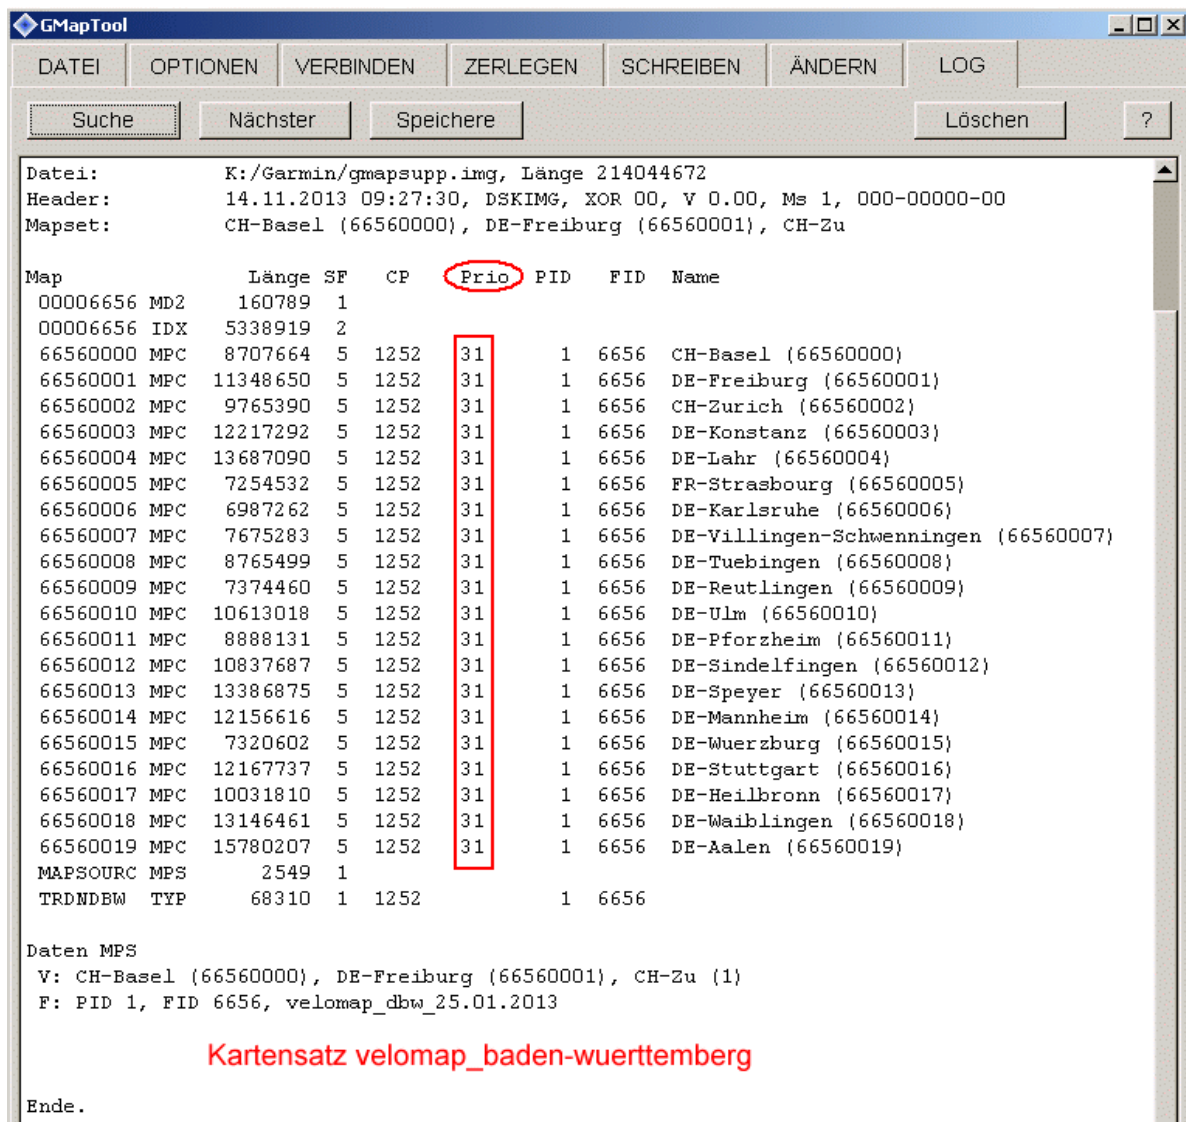 GMapTool
DATEI OPTIONEN VERBINDEN ZERLEGEN SCHREIBEN ÄNDERN LOG
Suche Nächster Speichere Löschen ?
Datei: K:/Garmin/gmapsupp.img, Länge 214044672
Header: 14.11.2013 09:27:30, DSKIMG, XOR 00, V 0.00, Ms 1, 000-00000-00
Mapset: CH-Basel (66560000), DE-Freiburg (66560001), CH-Zu
Map Länge SF CP Prio PID FID Name
00006656 MD2 160789 1
00006656 IDX 5338919 2
66560000 MPC 8707664 5 1252 31 1 6656 CH-Basel (66560000)
66560001 MPC 11348650 5 1252 31 1 6656 DE-Freiburg (66560001)
66560002 MPC 9765390 5 1252 31 1 6656 CH-Zurich (66560002)
66560003 MPC 12217292 5 1252 31 1 6656 DE-Konstanz (66560003)
66560004 MPC 13687090 5 1252 31 1 6656 DE-Lahr (66560004)
66560005 MPC 7254532 5 1252 31 1 6656 FR-Strasbourg (66560005)
66560006 MPC 6987262 5 1252 31 1 6656 DE-Karlsruhe (66560006)
66560007 MPC 7675283 5 1252 31 1 6656 DE-Villingen-Schwenningen (66560007)
66560008 MPC 8765499 5 1252 31 1 6656 DE-Tuebingen (66560008)
66560009 MPC 7374460 5 1252 31 1 6656 DE-Reutlingen (66560009)
66560010 MPC 10613018 5 1252 31 1 6656 DE-Ulm (66560010)
66560011 MPC 8888131 5 1252 31 1 6656 DE-Pforzheim (66560011)
66560012 MPC 10837687 5 1252 31 1 6656 DE-Sindelfingen (66560012)
66560013 MPC 13386875 5 1252 31 1 6656 DE-Speyer (66560013)
66560014 MPC 12156616 5 1252 31 1 6656 DE-Mannheim (66560014)
66560015 MPC 7320602 5 1252 31 1 6656 DE-Wuerzburg (66560015)
66560016 MPC 12167737 5 1252 31 1 6656 DE-Stuttgart (66560016)
66560017 MPC 10031810 5 1252 31 1 6656 DE-Heilbronn (66560017)
66560018 MPC 13146461 5 1252 31 1 6656 DE-Waiblingen (66560018)
66560019 MPC 15780207 5 1252 31 1 6656 DE-Aalen (66560019)
MAPSOURC MPS 2549 1
TRDNDBW TYP 68310 1 1252 1 6656
Daten MPS
V: CH-Basel (66560000), DE-Freiburg (66560001), CH-Zu (1)
F: PID 1, FID 6656, velomap_dbw_25.01.2013
Kartensatz velomap_baden-wuerttemberg
Ende.